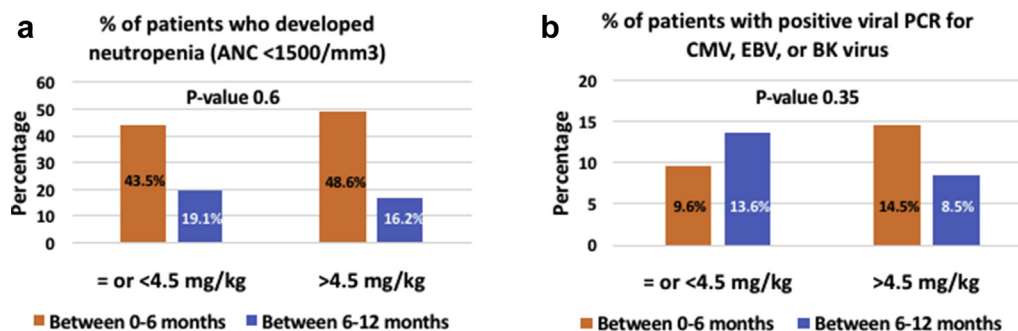 a
% of patients who developed
neutropenia (ANC <1500/mm3)
60
50
40
30
20
10
0
Percentage
P-value 0.6
43.5%
19.1%
48.6%
16.2%
= or <4.5 mg/kg
>4.5 mg/kg
Between 0-6 months
Between 6-12 months
b
% of patients with positive viral PCR for
CMV, EBV, or BK virus
20
15
10
5
0
Percentage
P-value 0.35
9.6%
13.6%
14.5%
8.5%
= or <4.5 mg/kg
>4.5 mg/kg
Between 0-6 months
Between 6-12 months